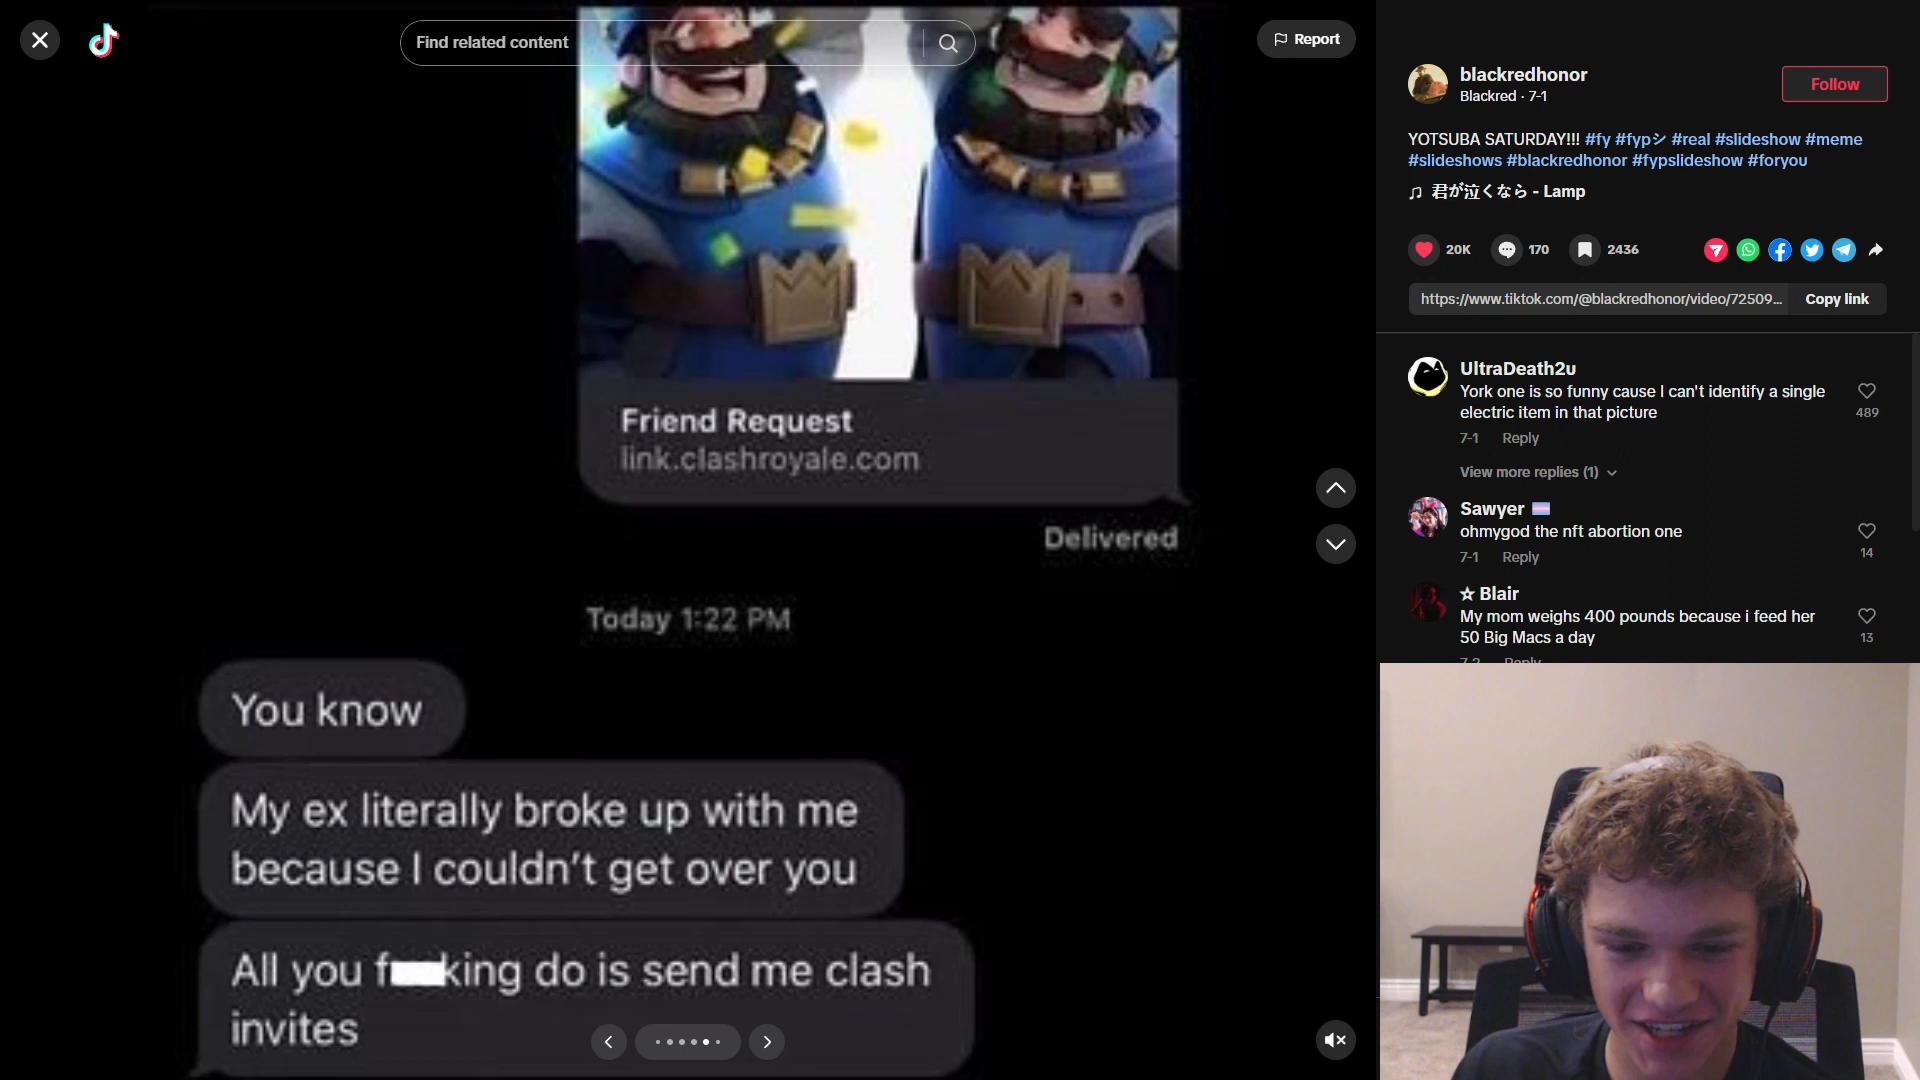 Find related content
Report
Friend Request
link.clashroyale.com
Delivered
Today 1:22 PM
You know
My ex literally broke up with me
because I couldn't get over you
All you f king do is send me clash
invites
blackredhonor
Blackred · 7-1
Follow
YOTSUBA SATURDAY!!! #fy #fypシ #real #slideshow #meme
#slideshows #blackredhonor #fypslideshow #foryou
君が泣くなら - Lamp
20K
170
2436
https://www.tiktok.com/@blackredhonor/video/72509...
Copy link
UltraDeath2u
York one is so funny cause I can't identify a single
electric item in that picture
489
7-1 Reply
View more replies (1)
Sawyer
ohmygod the nft abortion one
14
7-1 Reply
☆ Blair
My mom weighs 400 pounds because i feed her
50 Big Macs a day
13
7-2 Reply